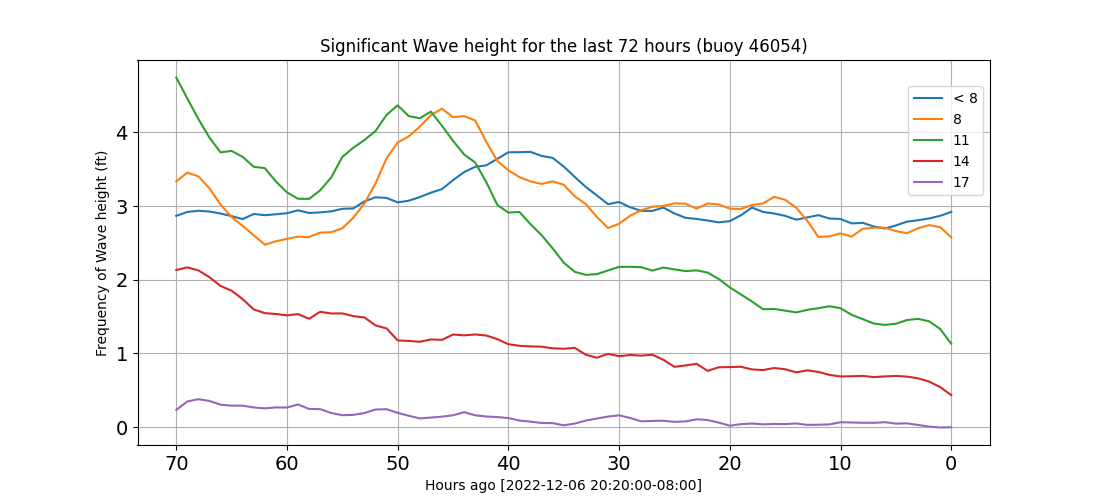 Significant Wave height for the last 72 hours (buoy 46054)
Frequency of Wave height (ft)
4
3
2
1
0
< 8
8
11
14
17
70 60 50 40 30 20 10 0
Hours ago [2022-12-06 20:20:00-08:00]